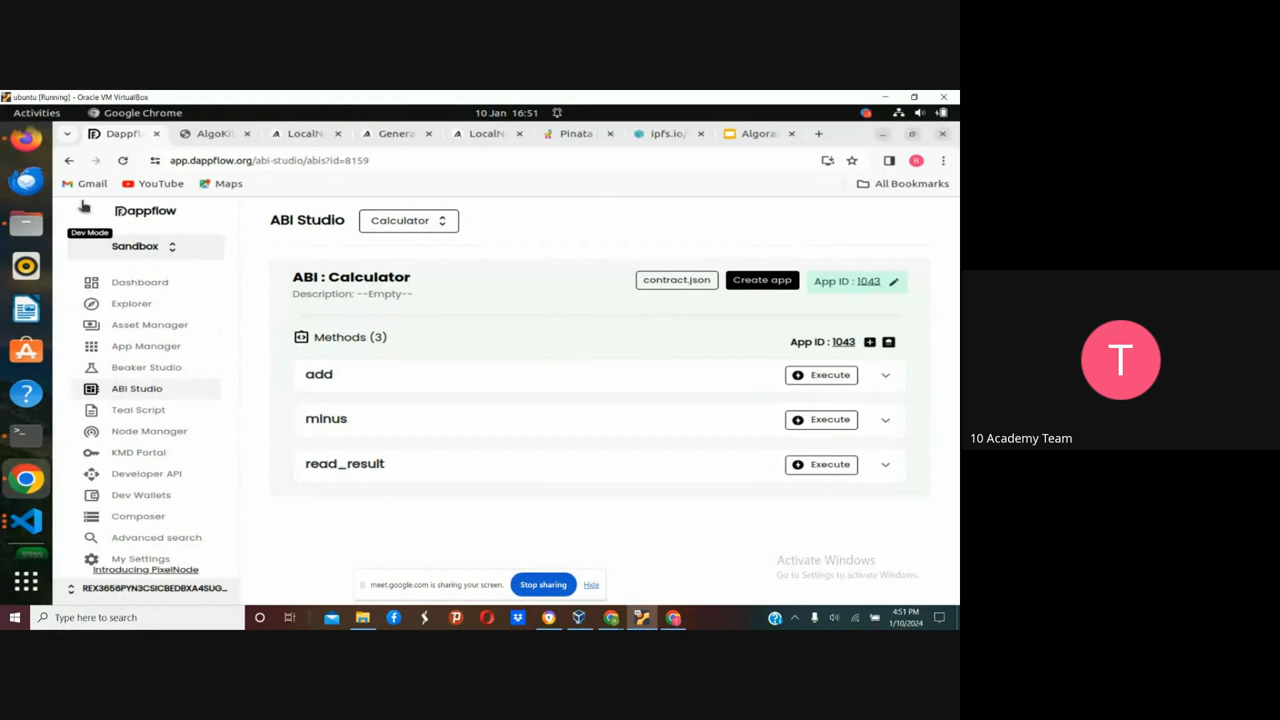 ubuntu [Running] - Oracle VM VirtualBox
Activities Google Chrome 10 Jan 16:51
Dappfl AlgoKi LocalN Genera LocalN Pinata ipfs.io/ Algora
app.dappflow.org/abi-studio/abis?id=8159
Gmail YouTube Maps All Bookmarks
Dappflow
Dev Mode
Sandbox
Dashboard
Explorer
Asset Manager
App Manager
Beaker Studio
ABI Studio
Teal Script
Node Manager
KMD Portal
Developer API
Dev Wallets
Composer
Advanced search
My Settings
Introducing PixelNode
REX3656PYN3CSICBEDBXA4SUG...
ABI Studio Calculator
ABI : Calculator
Description: --Empty--
contract.json Create app App ID : 1043
Methods (3) App ID : 1043
add Execute
minus Execute
read_result Execute
Activate Windows
Go to Settings to activate Windows.
meet.google.com is sharing your screen. Stop sharing Hide
Type here to search
4:51 PM
1/10/2024
T
10 Academy Team